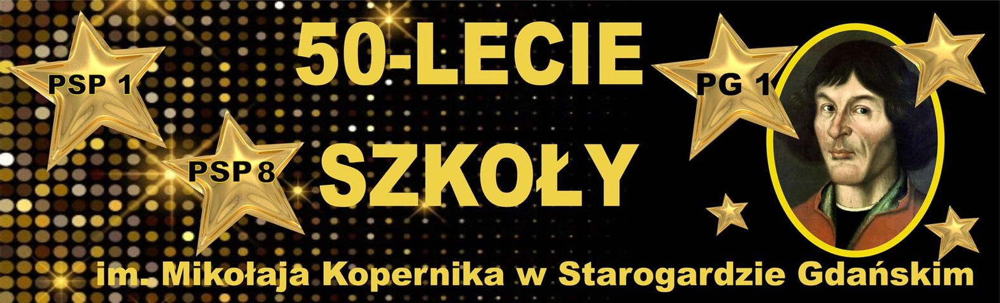 50-LECIE
PSP 1
PG 1
SZKOŁY
PSP 8
im. Mikołaja Kopernika w Starogardzie Gdańskim